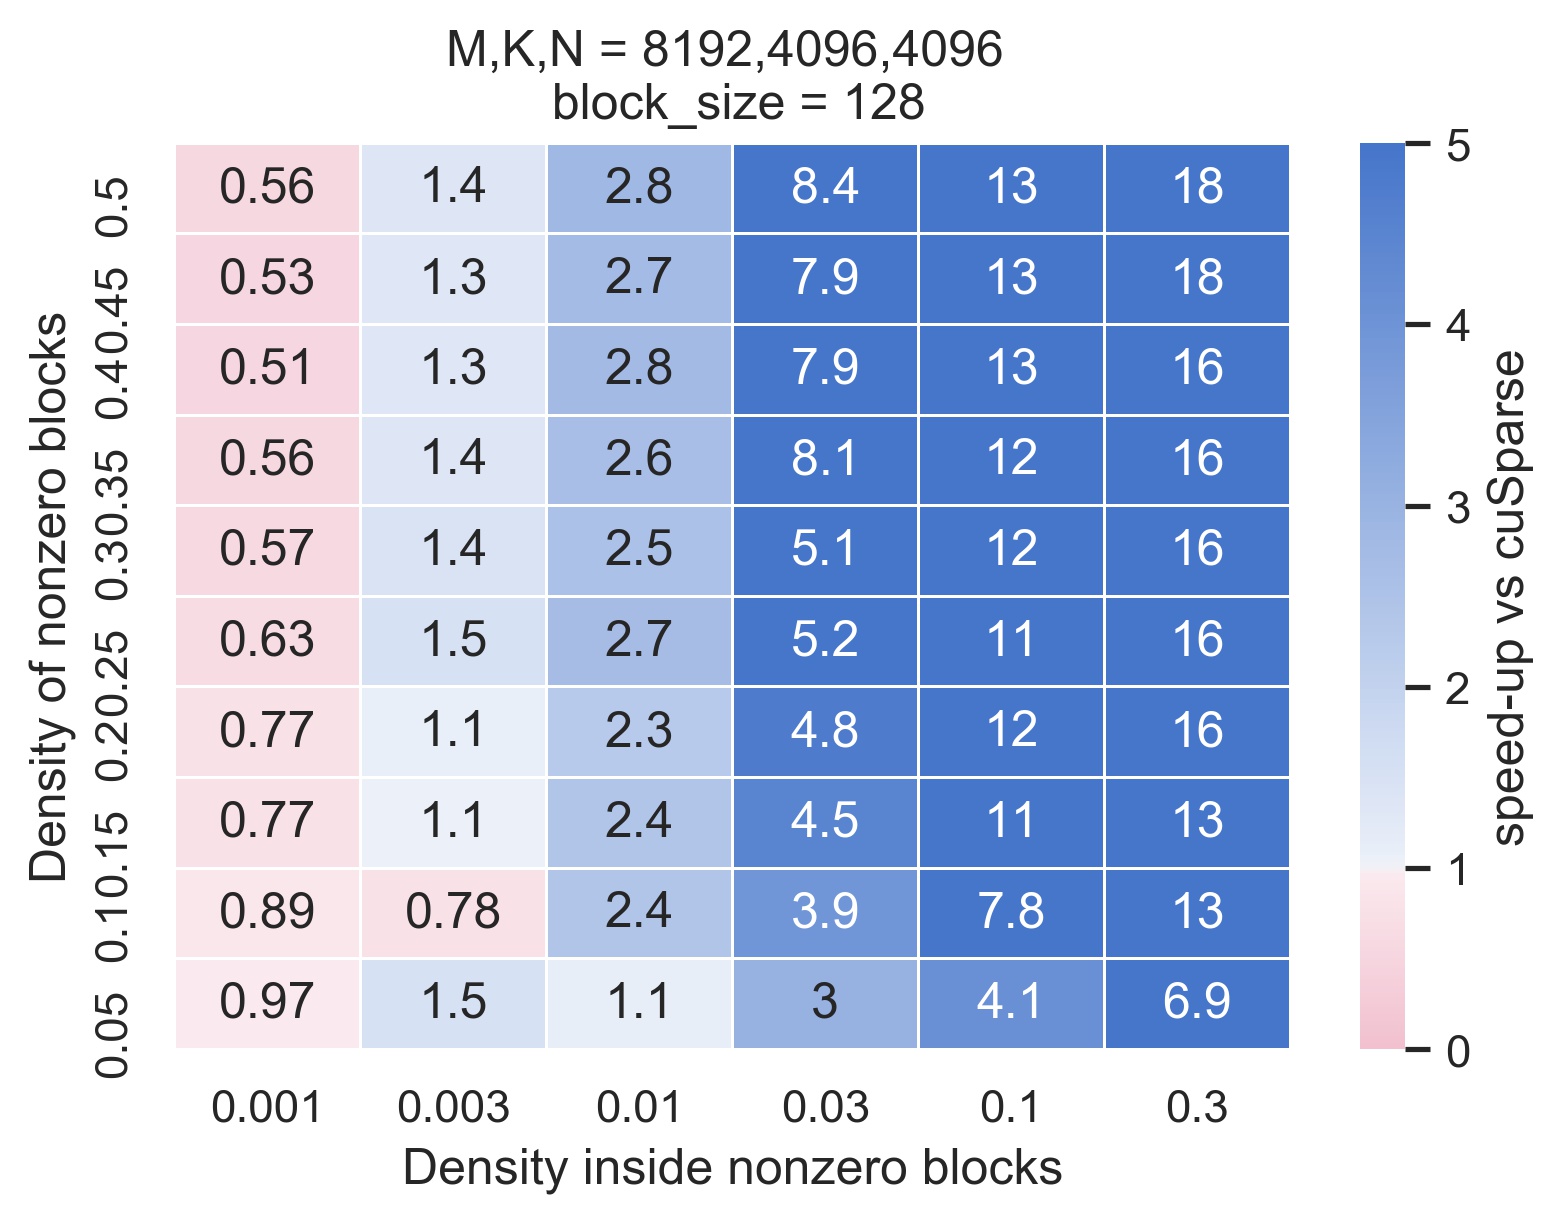 M,K,N = 8192,4096,4096
block_size = 128
Density of nonzero blocks
0.5 0.56 1.4 2.8 8.4 13 18
0.45 0.53 1.3 2.7 7.9 13 18
0.4 0.51 1.3 2.8 7.9 13 16
0.35 0.56 1.4 2.6 8.1 12 16
0.3 0.57 1.4 2.5 5.1 12 16
0.25 0.63 1.5 2.7 5.2 11 16
0.2 0.77 1.1 2.3 4.8 12 16
0.15 0.77 1.1 2.4 4.5 11 13
0.1 0.89 0.78 2.4 3.9 7.8 13
0.05 0.97 1.5 1.1 3 4.1 6.9
0.001 0.003 0.01 0.03 0.1 0.3
Density inside nonzero blocks
5
4
3
2
1
0
speed-up vs cuSparse